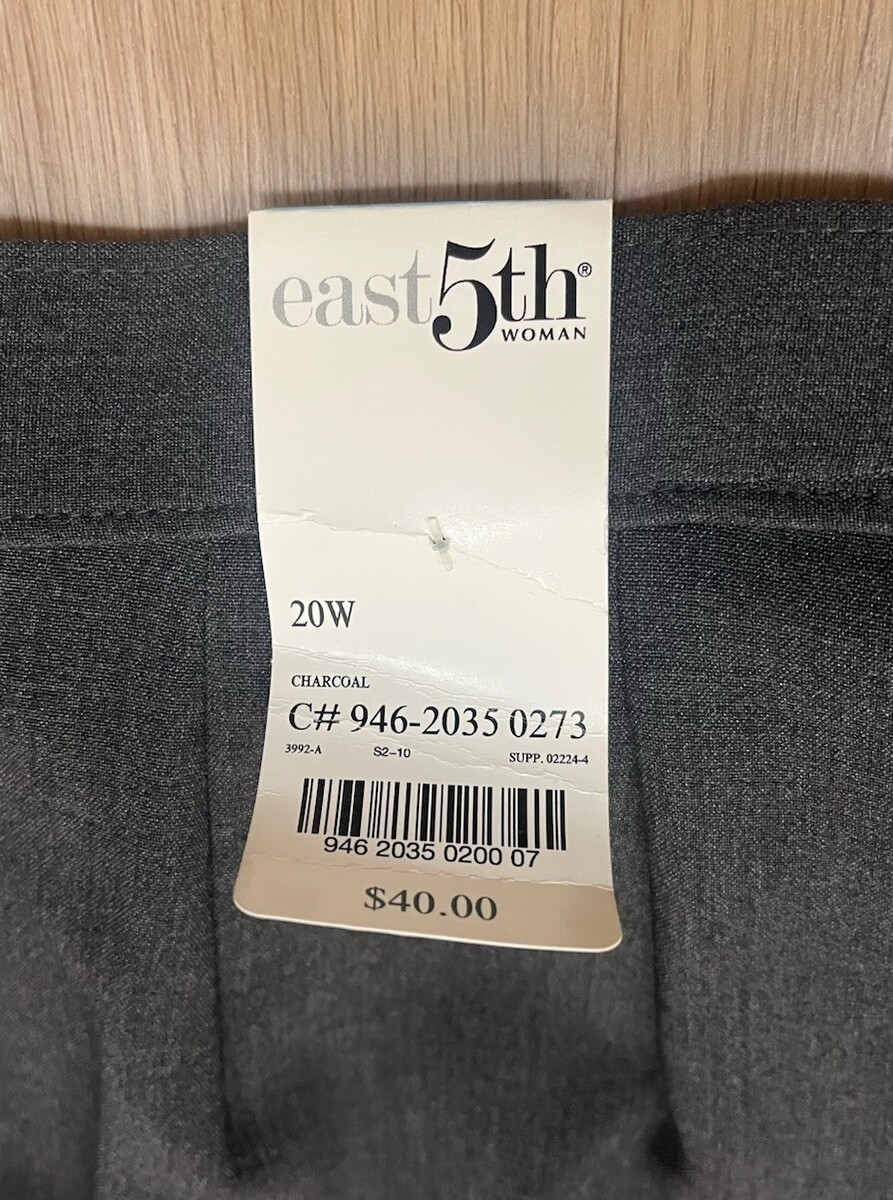 east5th®
WOMAN
20W
CHARCOAL
C# 946-2035 0273
3992-A S2-10 SUPP. 02224-4
946 2035 0200 07
$40.00